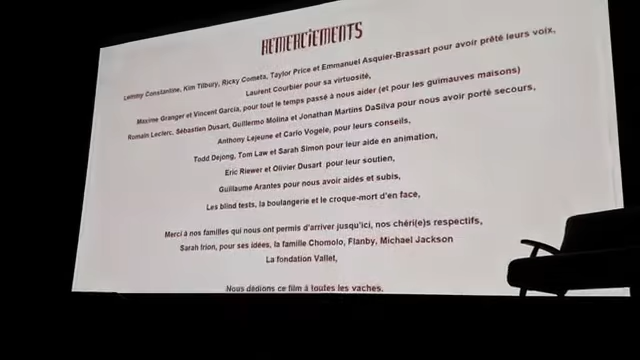 REMERCIEMENTS
Lemmy Constantine, Kim Tilbury, Ricky Cometa, Taylor Price et Emmanuel Asquier-Brassart pour avoir prêté leurs voix,
Laurent Courbier pour sa virtuosité,
Maxime Granger et Vincent Garcia, pour tout le temps passé à nous aider (et pour les guimauves maisons)
Romain Leclerc, Sébastien Dusart, Guillermo Molina et Jonathan Martins DaSilva pour nous avoir porté secours,
Anthony Lejeune et Carlo Vogele, pour leurs conseils,
Todd Dejong, Tom Law et Sarah Simon pour leur aide en animation,
Eric Riewer et Olivier Dusart pour leur soutien,
Guillaume Arantes pour nous avoir aidés et subis,
Les blind tests, la boulangerie et le croque-mort d'en face,
Merci à nos familles qui nous ont permis d'arriver jusqu'ici, nos chéri(e)s respectifs,
Sarah Irion, pour ses idées, la famille Chomolo, Flanby, Michael Jackson
La fondation Vallet,
Nous dédions ce film à toutes les vaches.